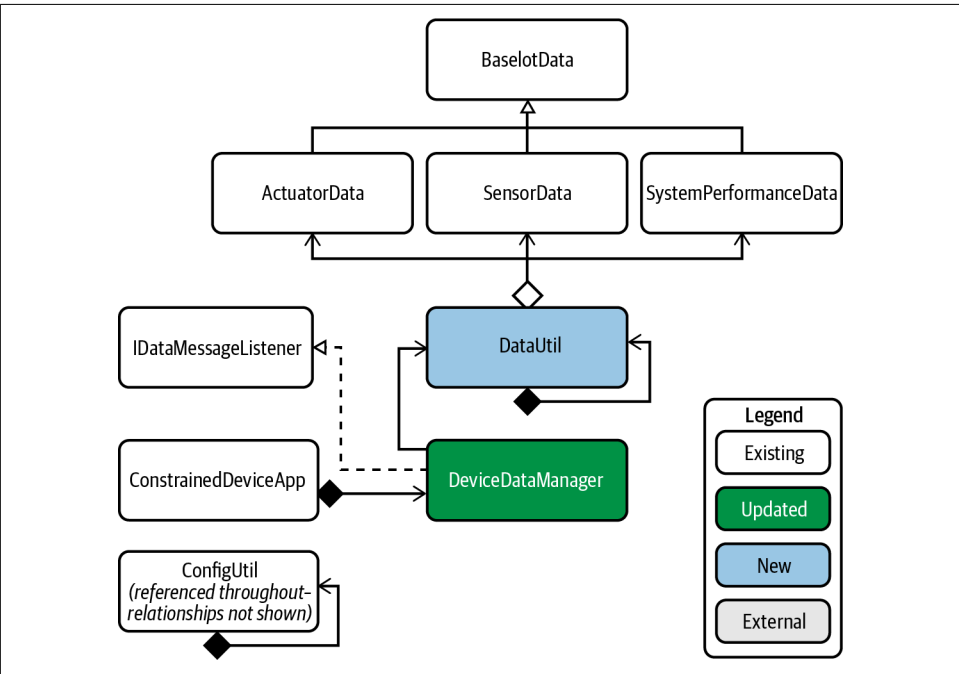 BaseIotData
ActuatorData
SensorData
SystemPerformanceData
IDataMessageListener
DataUtil
ConstrainedDeviceApp
DeviceDataManager
ConfigUtil
(referenced throughout–
relationships not shown)
Legend
Existing
Updated
New
External